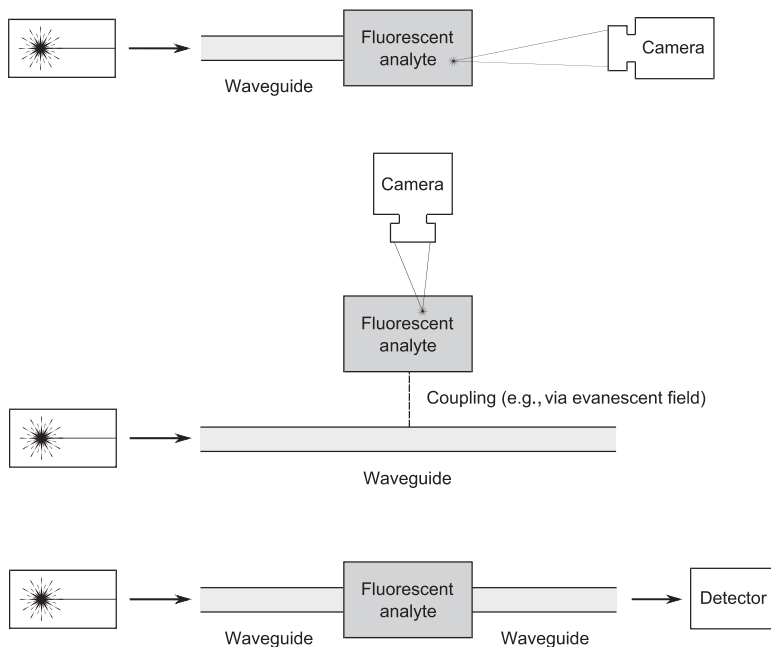 Fluorescent
analyte
Camera
Waveguide
Camera
Fluorescent
analyte
Coupling (e.g., via evanescent field)
Waveguide
Fluorescent
analyte
Detector
Waveguide
Waveguide